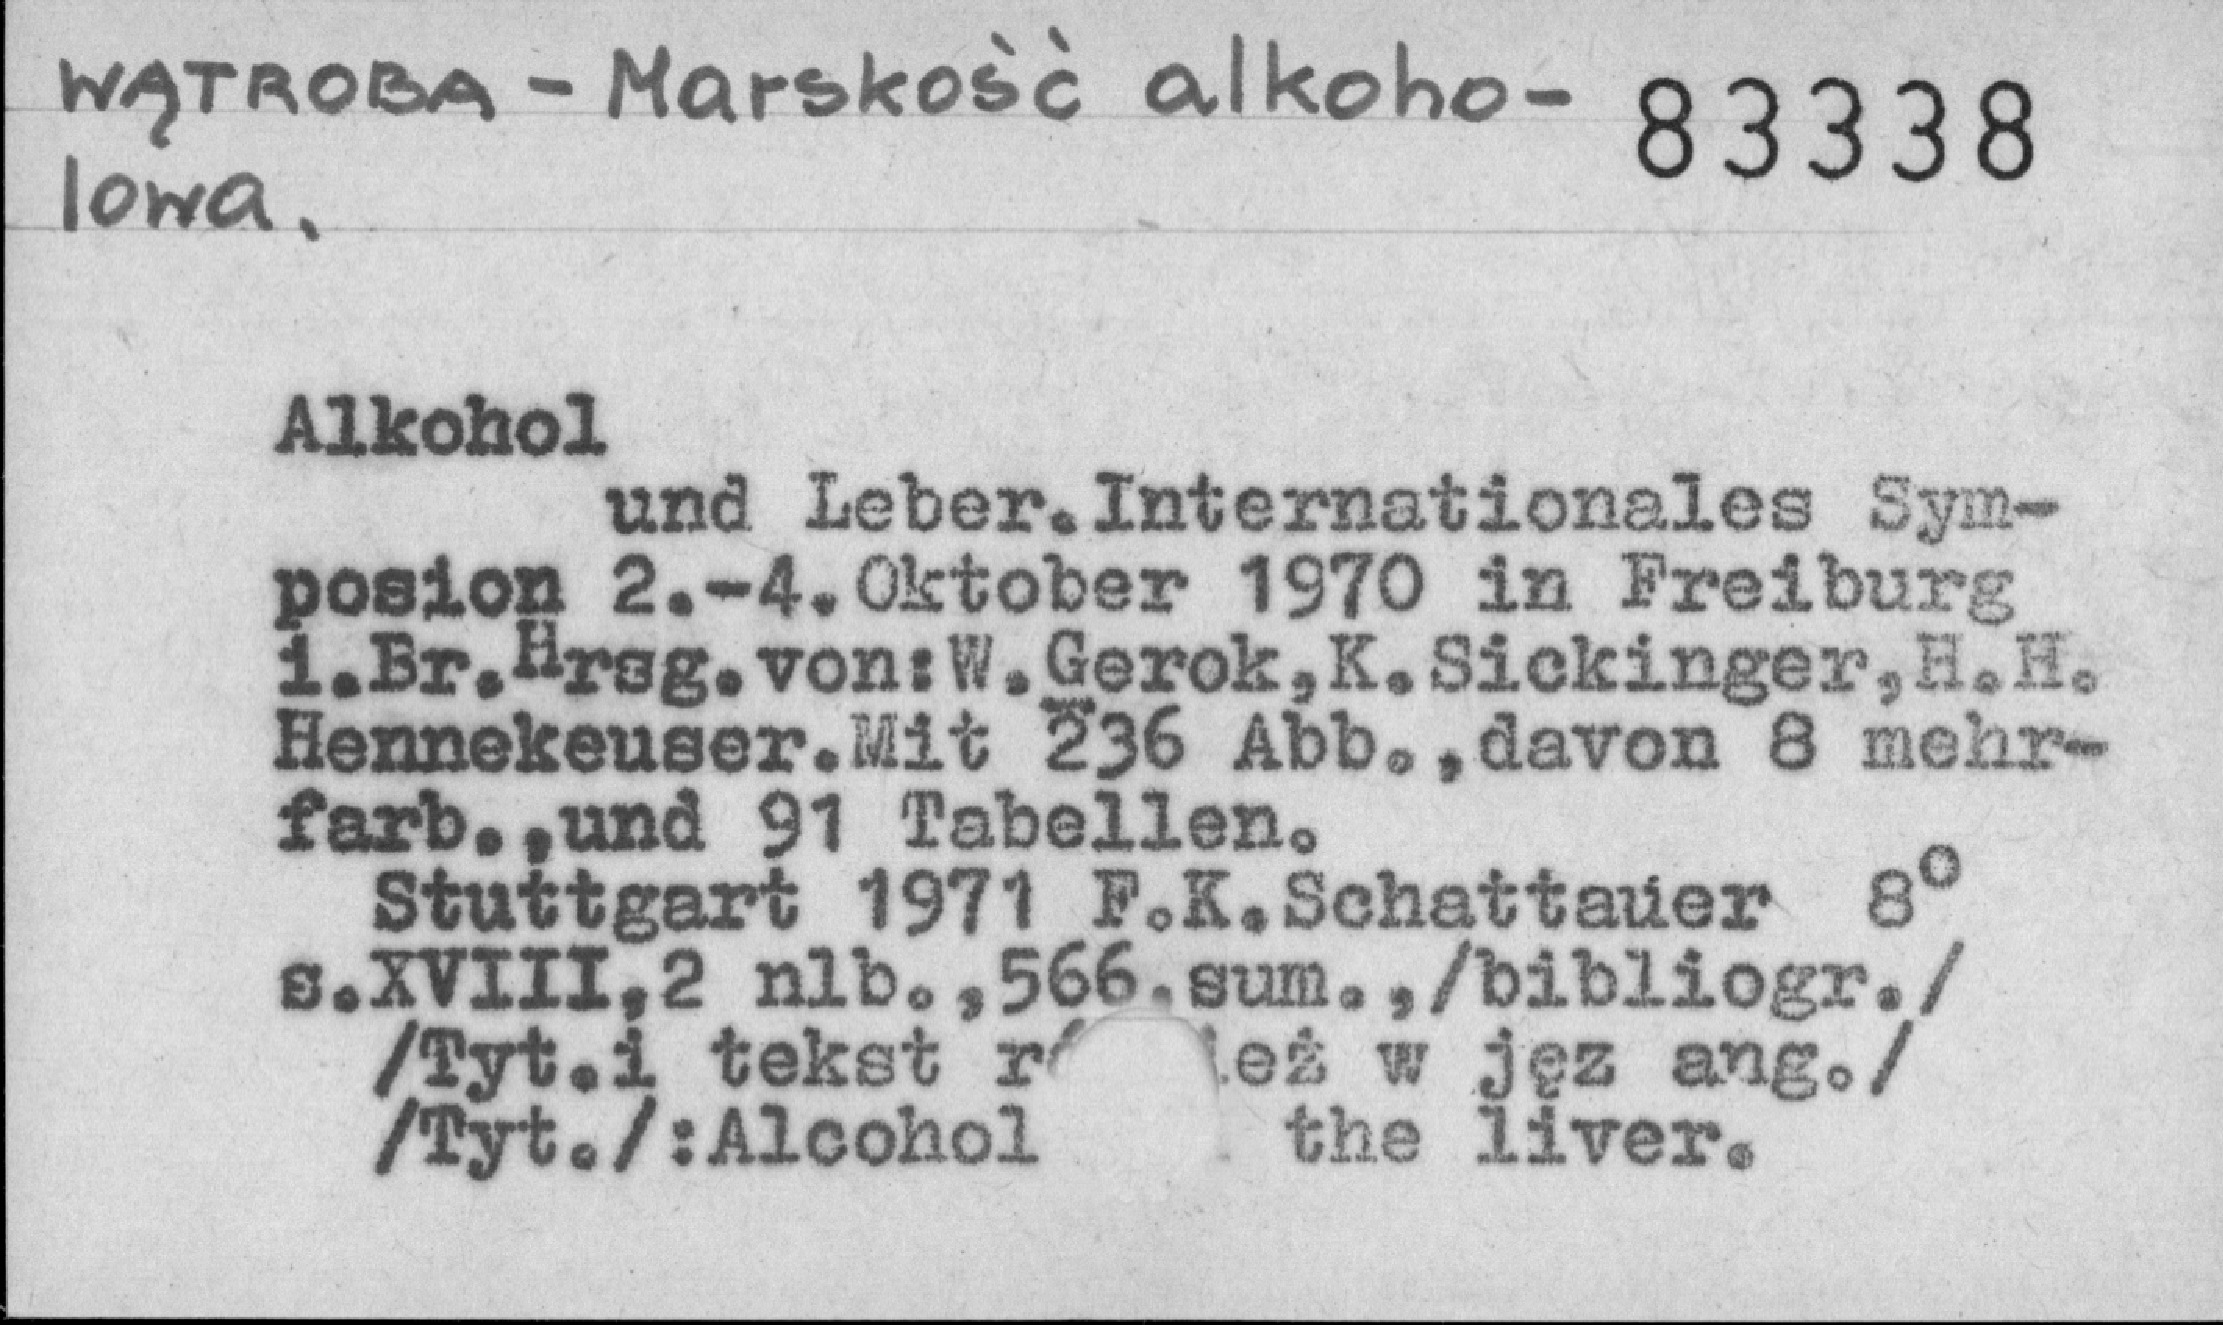 WĄTROBA - Marskość alkoho- 83338
lowa.
Alkohol
und Leber.Internationales Sym-
posion 2.-4.Oktober 1970 in Freiburg
i.Br.Hrsg.von:W.Gerok,K.Sickinger,H.H.
Hennekeuser.Mit 236 Abb.,davon 8 mehr-
farb.,und 91 Tabellen.
Stuttgart 1971 F.K.Schattauer 8°
s.XVIII,2 nlb.,566.sum.,/bibliogr./
/Tyt.i tekst w jęz ang./
/Tyt./:Alcohol the liver.